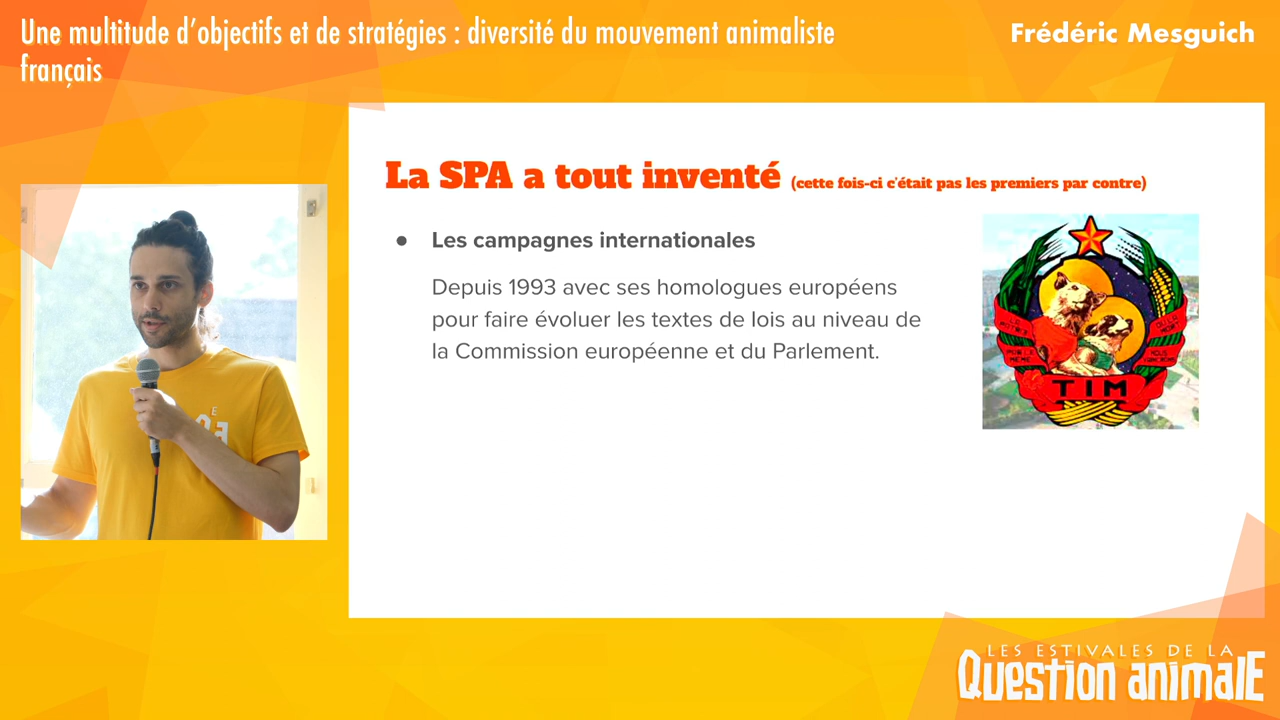 Une multitude d'objectifs et de stratégies : diversité du mouvement animaliste
français
Frédéric Mesguich
La SPA a tout inventé (cette fois-ci c'était pas les premiers par contre)
● Les campagnes internationales
Depuis 1993 avec ses homologues européens
pour faire évoluer les textes de lois au niveau de
la Commission européenne et du Parlement.
TIM
LES ESTIVALES DE LA
QUESTION ANIMALE